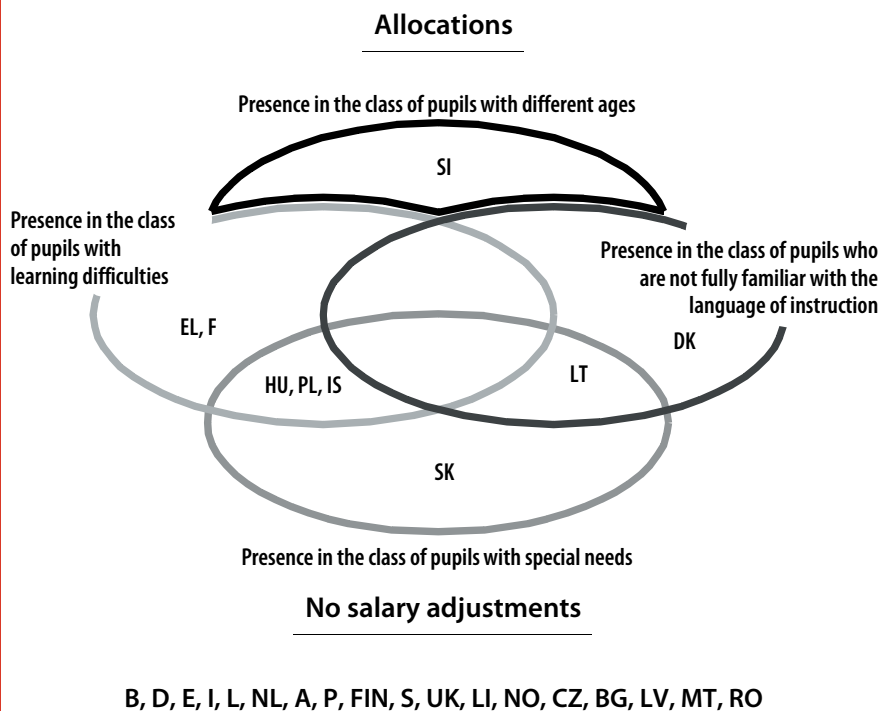 Allocations
Presence in the class of pupils with different ages
SI
Presence in the class
of pupils with
learning difficulties
Presence in the class of pupils who
are not fully familiar with the
language of instruction
EL, F
DK
HU, PL, IS
LT
SK
Presence in the class of pupils with special needs
No salary adjustments
B, D, E, I, L, NL, A, P, FIN, S, UK, LI, NO, CZ, BG, LV, MT, RO